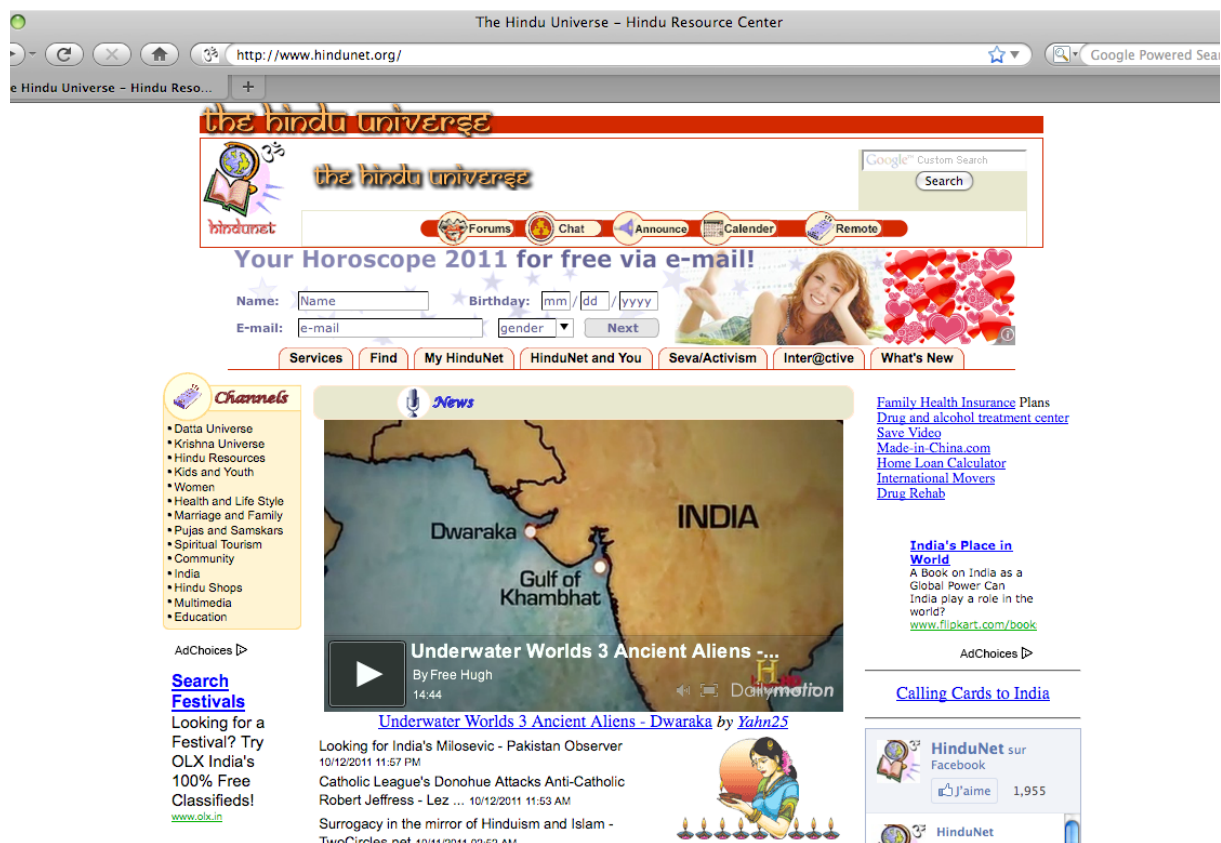 The Hindu Universe – Hindu Resource Center
http://www.hindunet.org/
Google Powered Sea
e Hindu Universe – Hindu Reso...
the hindu universe
the hindu universe
hindunet
Google™ Custom Search
Search
Forums
Chat
Announce
Calender
Remote
Your Horoscope 2011 for free via e-mail!
Name: Name Birthday: mm / dd / yyyy
E-mail: e-mail gender Next
Services
Find
My HinduNet
HinduNet and You
Seva/Activism
Inter@ctive
What's New
Channels
• Datta Universe
• Krishna Universe
• Hindu Resources
• Kids and Youth
• Women
• Health and Life Style
• Marriage and Family
• Pujas and Samskars
• Spiritual Tourism
• Community
• India
• Hindu Shops
• Multimedia
• Education
AdChoices
Search
Festivals
Looking for a
Festival? Try
OLX India's
100% Free
Classifieds!
www.olx.in
News
INDIA
Dwaraka
Gulf of
Khambhat
Underwater Worlds 3 Ancient Aliens -...
By Free Hugh
14:44
Dailymotion
Underwater Worlds 3 Ancient Aliens - Dwaraka by Yahn25
Looking for India's Milosevic - Pakistan Observer
10/12/2011 11:57 PM
Catholic League's Donohue Attacks Anti-Catholic
Robert Jeffress - Lez ... 10/12/2011 11:53 AM
Surrogacy in the mirror of Hinduism and Islam -
TwoCircles.net 10/11/2011 02:52 AM
Family Health Insurance Plans
Drug and alcohol treatment center
Save Video
Made-in-China.com
Home Loan Calculator
International Movers
Drug Rehab
India's Place in
World
A Book on India as a
Global Power Can
India play a role in the
world?
www.flipkart.com/book
AdChoices
Calling Cards to India
HinduNet sur
Facebook
J'aime 1,955
HinduNet